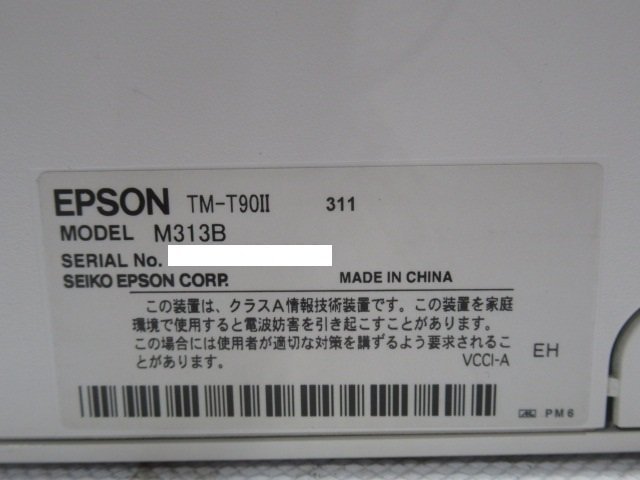 EPSON TM-T90II 311
MODEL M313B
SERIAL No.
SEIKO EPSON CORP. MADE IN CHINA
この装置は、クラスA情報技術装置です。この装置を家庭
環境で使用すると電波妨害を引き起こすことがあります。
この場合には使用者が適切な対策を講ずるよう要求されるこ
とがあります。 VCCI-A
EH
PM6